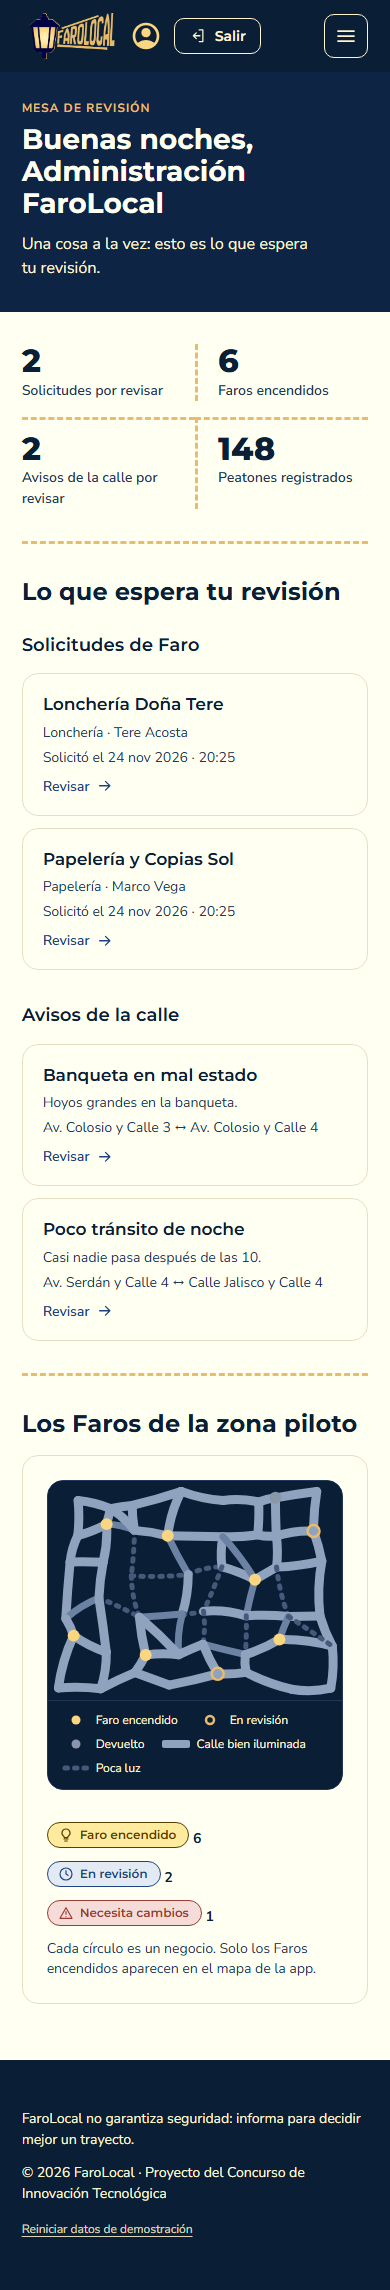 FAROLOCAL
Salir
MESA DE REVISIÓN
Buenas noches,
Administración
FaroLocal
Una cosa a la vez: esto es lo que espera
tu revisión.
2
Solicitudes por revisar
6
Faros encendidos
2
Avisos de la calle por
revisar
148
Peatones registrados
Lo que espera tu revisión
Solicitudes de Faro
Lonchería Doña Tere
Lonchería · Tere Acosta
Solicitó el 24 nov 2026 · 20:25
Revisar →
Papelería y Copias Sol
Papelería · Marco Vega
Solicitó el 24 nov 2026 · 20:25
Revisar →
Avisos de la calle
Banqueta en mal estado
Hoyos grandes en la banqueta.
Av. Colosio y Calle 3 ↔ Av. Colosio y Calle 4
Revisar →
Poco tránsito de noche
Casi nadie pasa después de las 10.
Av. Serdán y Calle 4 ↔ Calle Jalisco y Calle 4
Revisar →
Los Faros de la zona piloto
Faro encendido
En revisión
Devuelto
Calle bien iluminada
Poca luz
Faro encendido 6
En revisión 2
Necesita cambios 1
Cada círculo es un negocio. Solo los Faros
encendidos aparecen en el mapa de la app.
FaroLocal no garantiza seguridad: informa para decidir
mejor un trayecto.
© 2026 FaroLocal · Proyecto del Concurso de
Innovación Tecnológica
Reiniciar datos de demostración